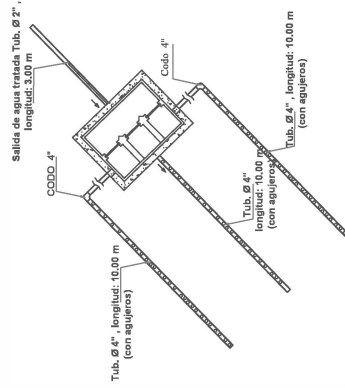 Salida de agua tratada Tub. Ø 2" ,
longitud: 3.00 m
CODO 4"
Codo 4"
Tub. Ø 4" , longitud: 10.00 m
(con agujeros)
Tub. Ø 4"
longitud: 10.00 m
(con agujeros)
Tub. Ø 4" , longitud: 10.00 m
(con agujeros)